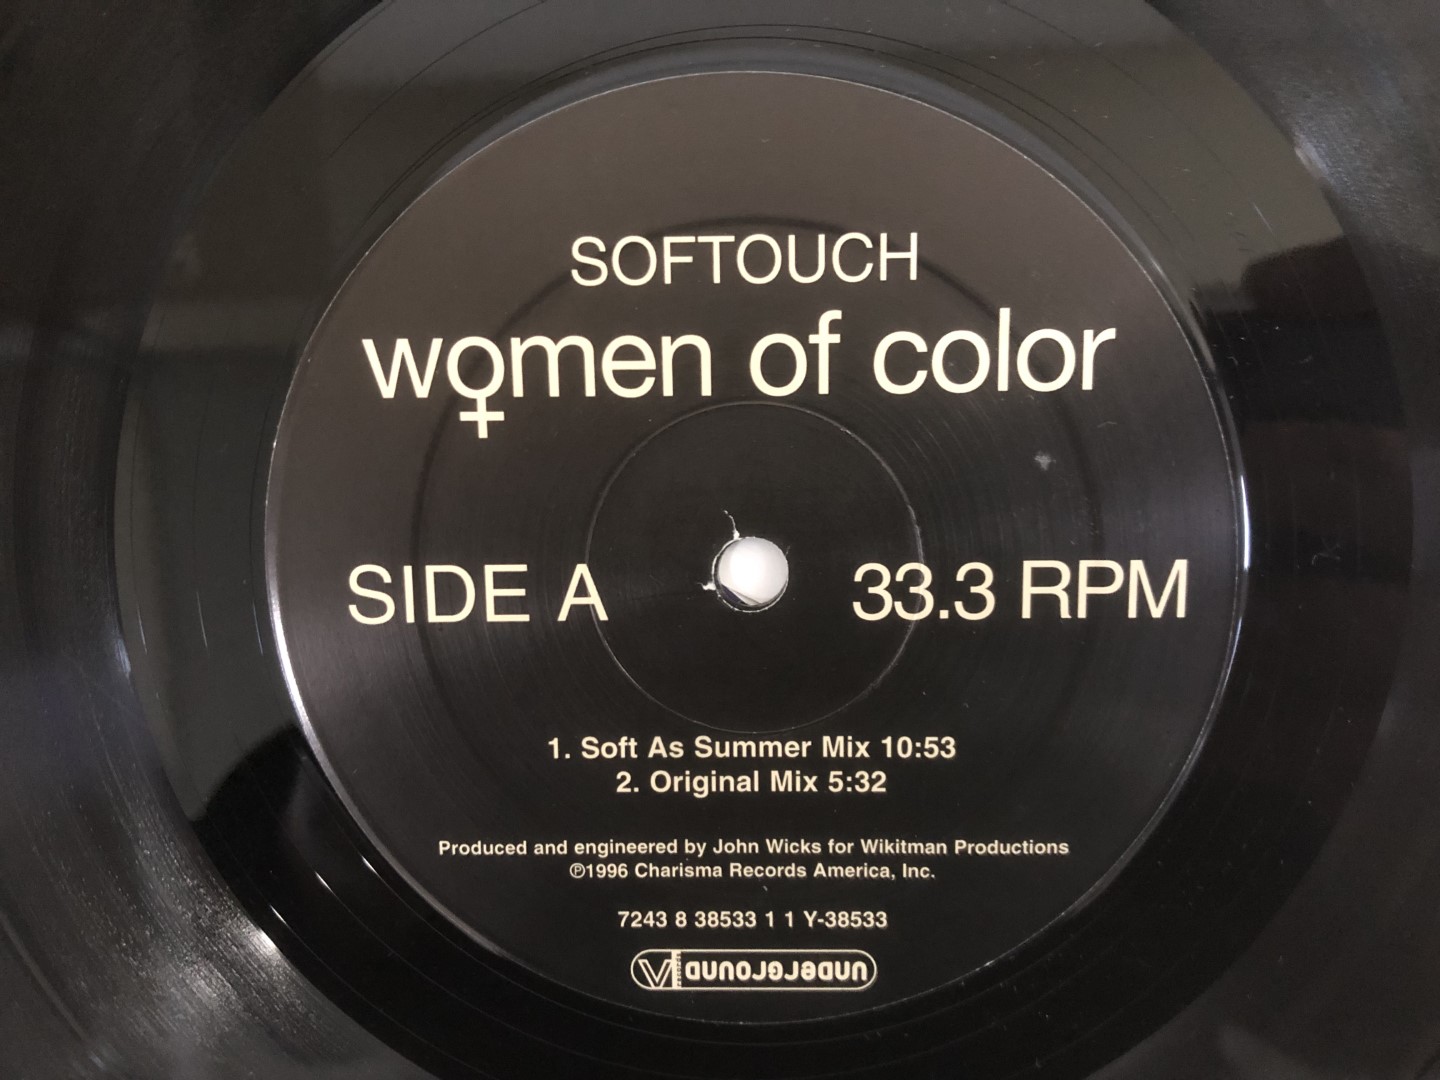 SOFTOUCH
women of color
SIDE A
33.3 RPM
1. Soft As Summer Mix 10:53
2. Original Mix 5:32
Produced and engineered by John Wicks for Wikitman Productions
℗1996 Charisma Records America, Inc.
7243 8 38533 1 1 Y-38533
V underground